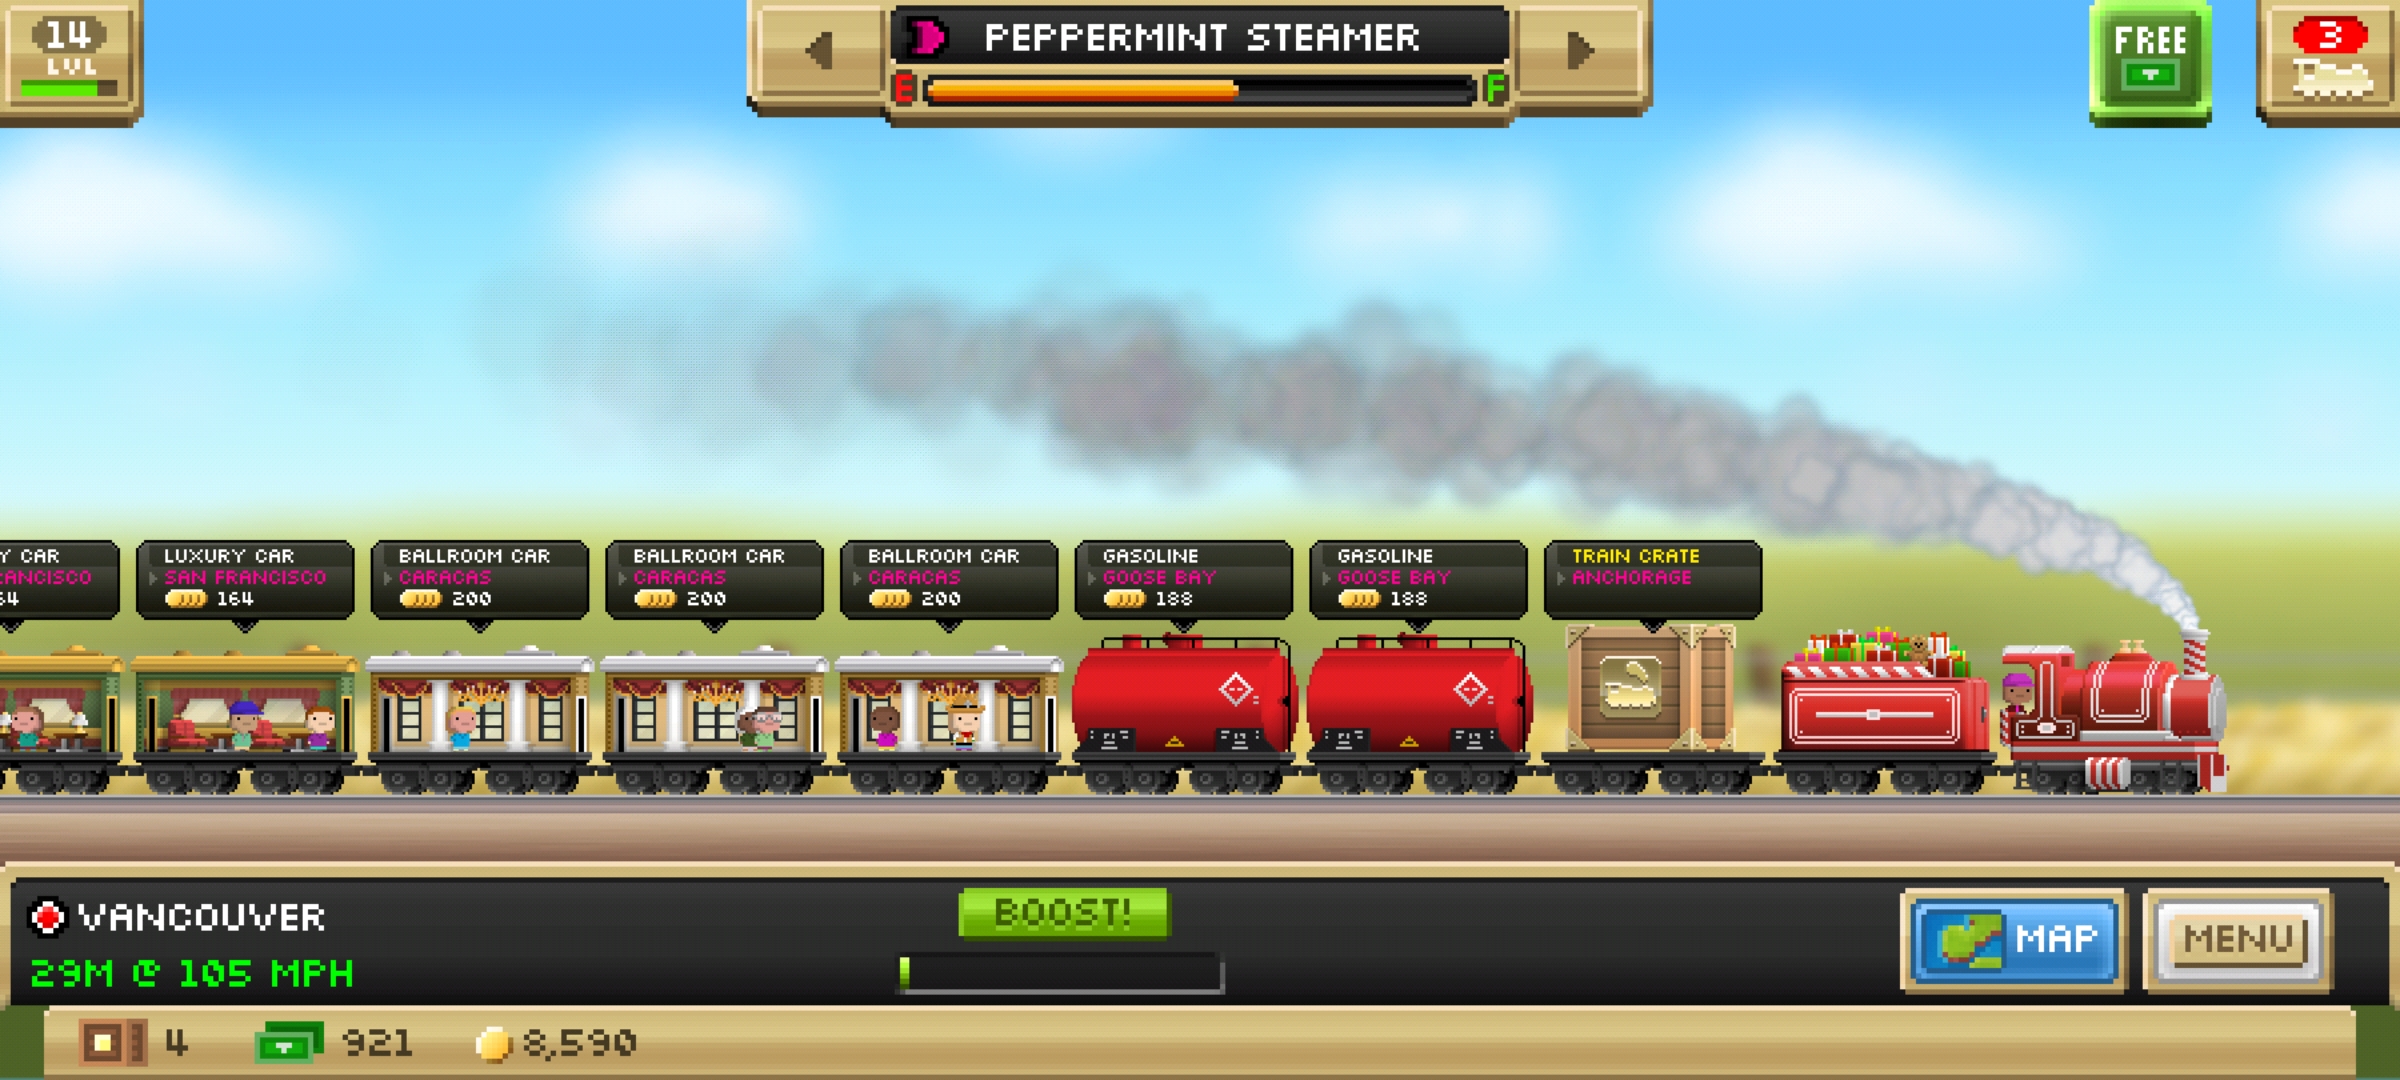 14
LVL
PEPPERMINT STEAMER
E
F
FREE
3
CAR
164
LUXURY CAR
SAN FRANCISCO
164
BALLROOM CAR
CARACAS
200
BALLROOM CAR
CARACAS
200
BALLROOM CAR
CARACAS
200
GASOLINE
GOOSE BAY
188
GASOLINE
GOOSE BAY
188
TRAIN CRATE
ANCHORAGE
VANCOUVER
29M @ 105 MPH
BOOST!
MAP
MENU
4
921
8,590